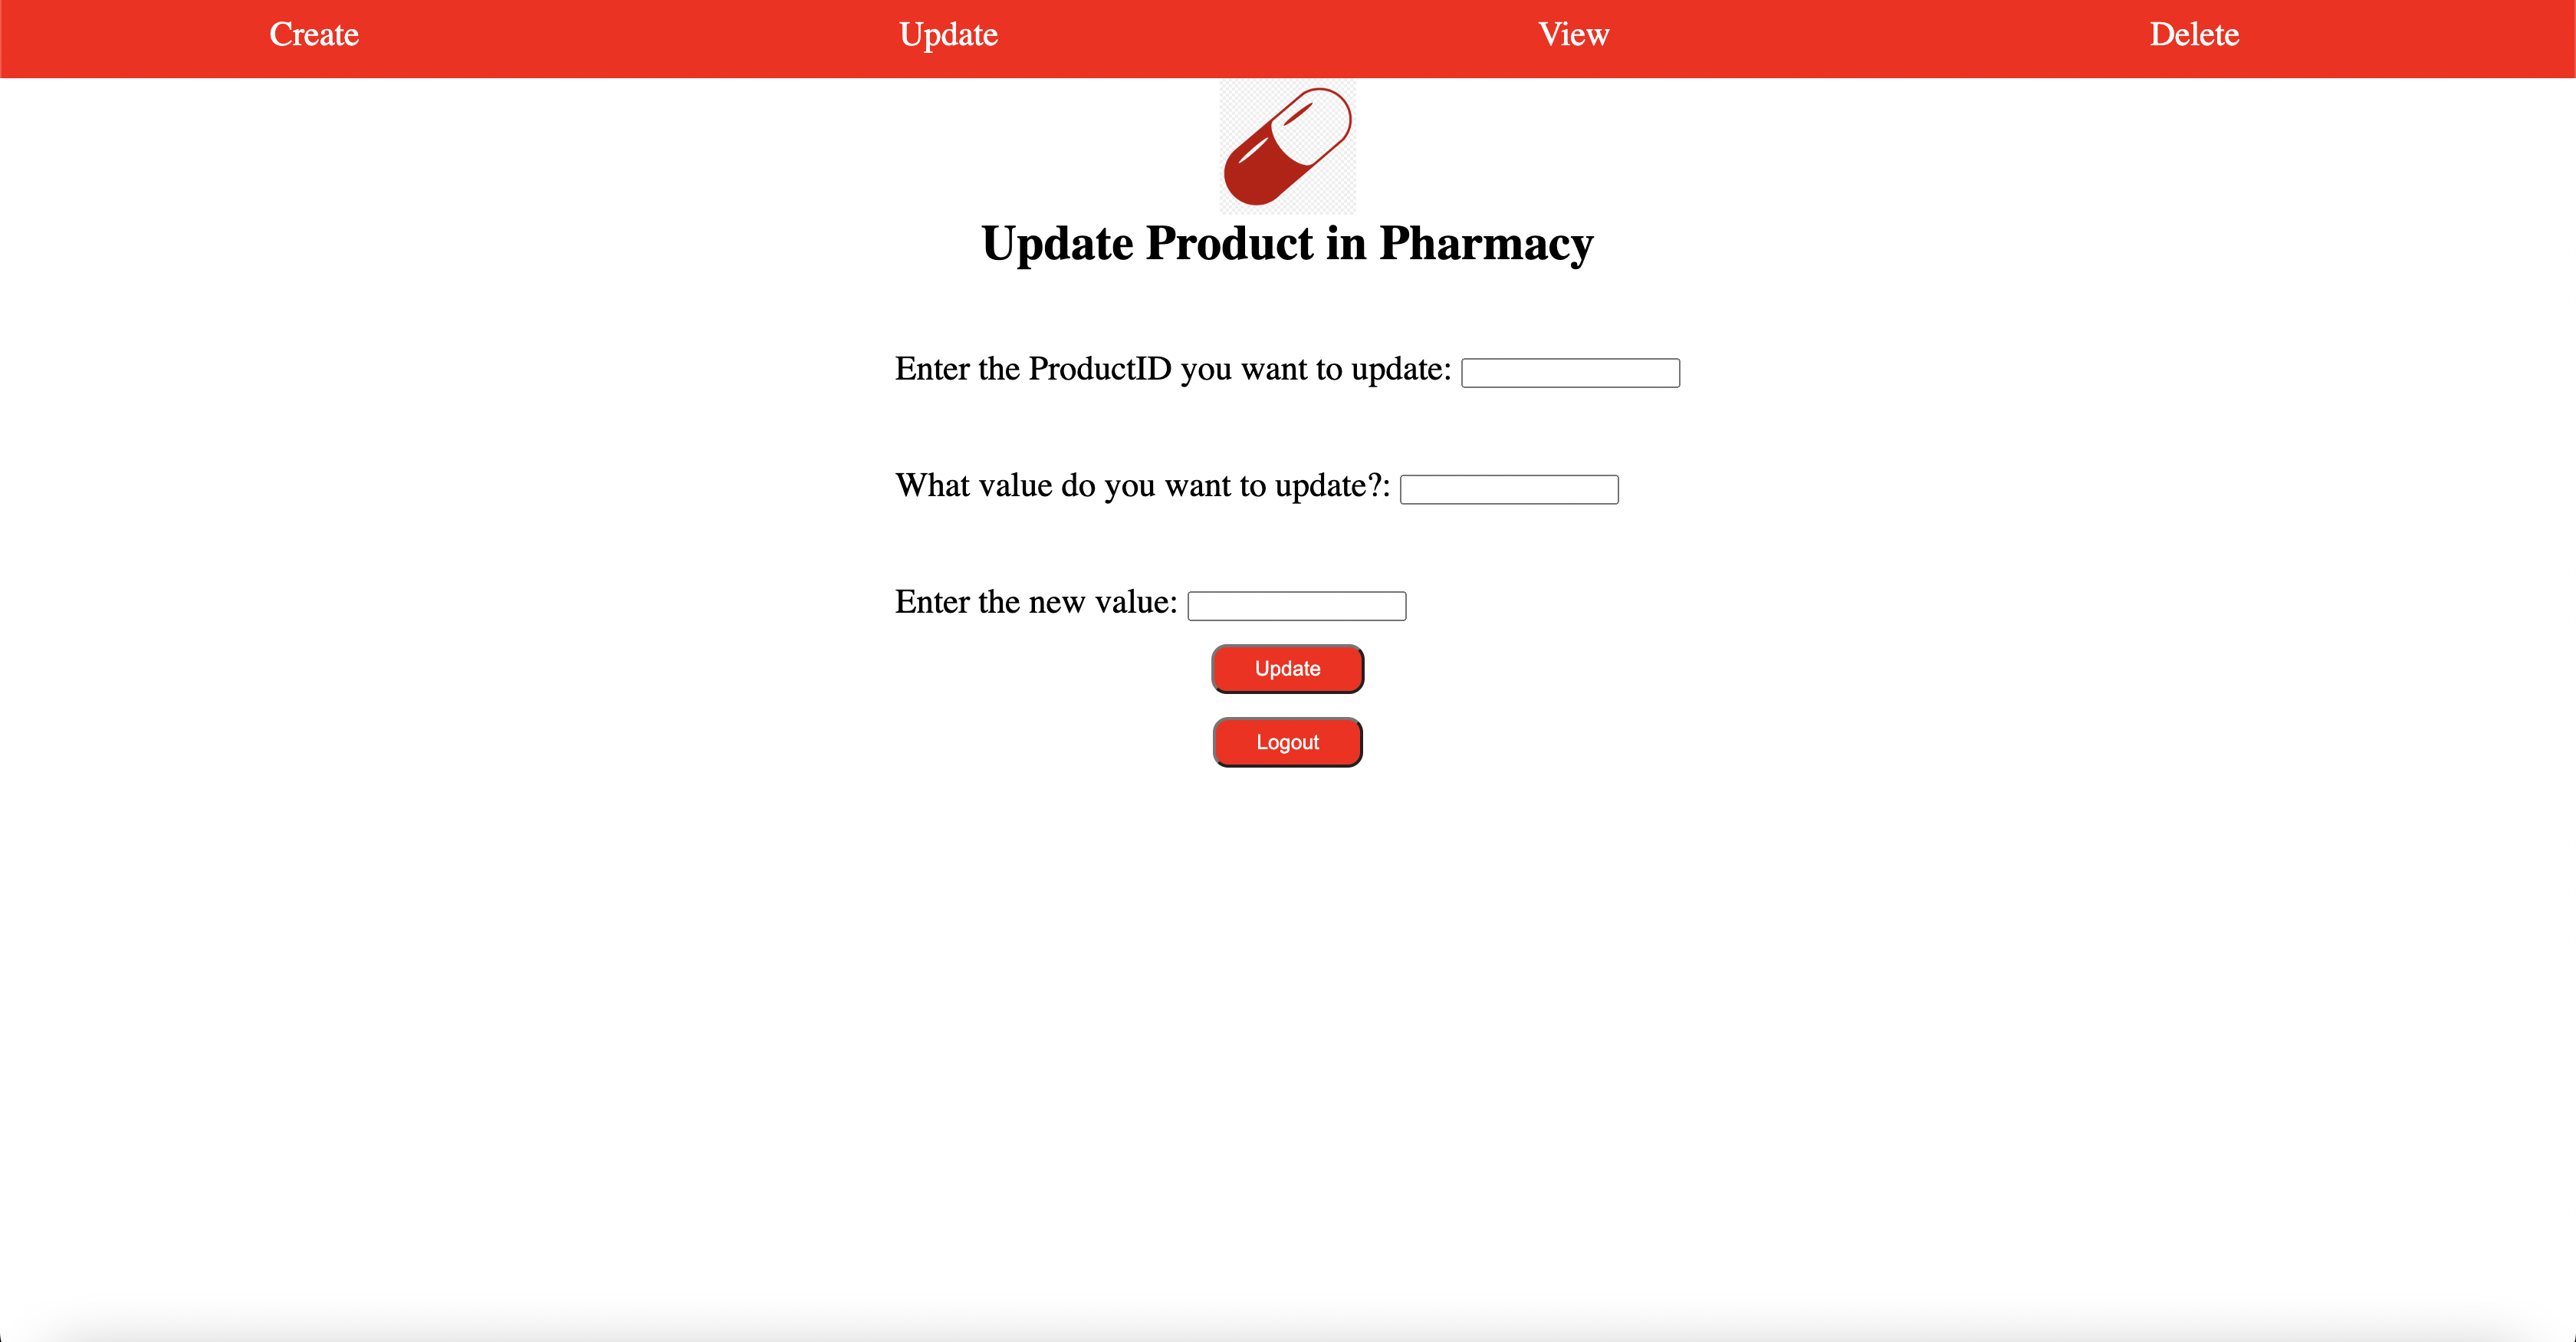 Create Update View Delete
Update Product in Pharmacy
Enter the ProductID you want to update:
What value do you want to update?:
Enter the new value:
Update
Logout